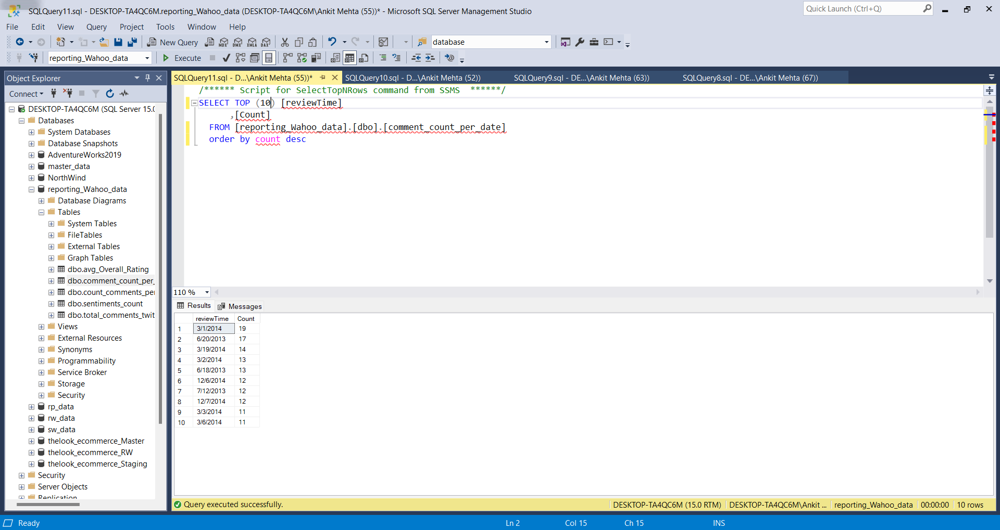 SQLQuery11.sql - DESKTOP-TA4QC6M.reporting_Wahoo_data (DESKTOP-TA4QC6M\Ankit Mehta (55))* - Microsoft SQL Server Management Studio
Quick Launch (Ctrl+Q)
File Edit View Query Project Tools Window Help
New Query MDX DMX XMLA DAX database
reporting_Wahoo_data Execute
Object Explorer
Connect
DESKTOP-TA4QC6M (SQL Server 15.0
Databases
System Databases
Database Snapshots
AdventureWorks2019
master_data
NorthWind
reporting_Wahoo_data
Database Diagrams
Tables
System Tables
FileTables
External Tables
Graph Tables
dbo.avg_Overall_Rating
dbo.comment_count_per_
dbo.count_comments_per
dbo.sentiments_count
dbo.total_comments_twit
Views
External Resources
Synonyms
Programmability
Service Broker
Storage
Security
rp_data
rw_data
sw_data
thelook_ecommerce_Master
thelook_ecommerce_RW
thelook_ecommerce_Staging
Security
Server Objects
Replication
SQLQuery11.sql - D...\Ankit Mehta (55))* SQLQuery10.sql - D...\Ankit Mehta (52)) SQLQuery9.sql - DE...\Ankit Mehta (63)) SQLQuery8.sql - DE...\Ankit Mehta (67))
/****** Script for SelectTopNRows command from SSMS  ******/
SELECT TOP (10) [reviewTime]
,[Count]
FROM [reporting_Wahoo_data].[dbo].[comment_count_per_date]
order by count desc
110 %
Results Messages
reviewTime Count
1 3/1/2014 19
2 6/20/2013 17
3 3/19/2014 14
4 3/2/2014 13
5 6/18/2013 13
6 12/6/2014 12
7 7/12/2013 12
8 12/7/2014 12
9 3/3/2014 11
10 3/6/2014 11
Query executed successfully. DESKTOP-TA4QC6M (15.0 RTM) DESKTOP-TA4QC6M\Ankit ... reporting_Wahoo_data 00:00:00 10 rows
Ready Ln 2 Col 15 Ch 15 INS